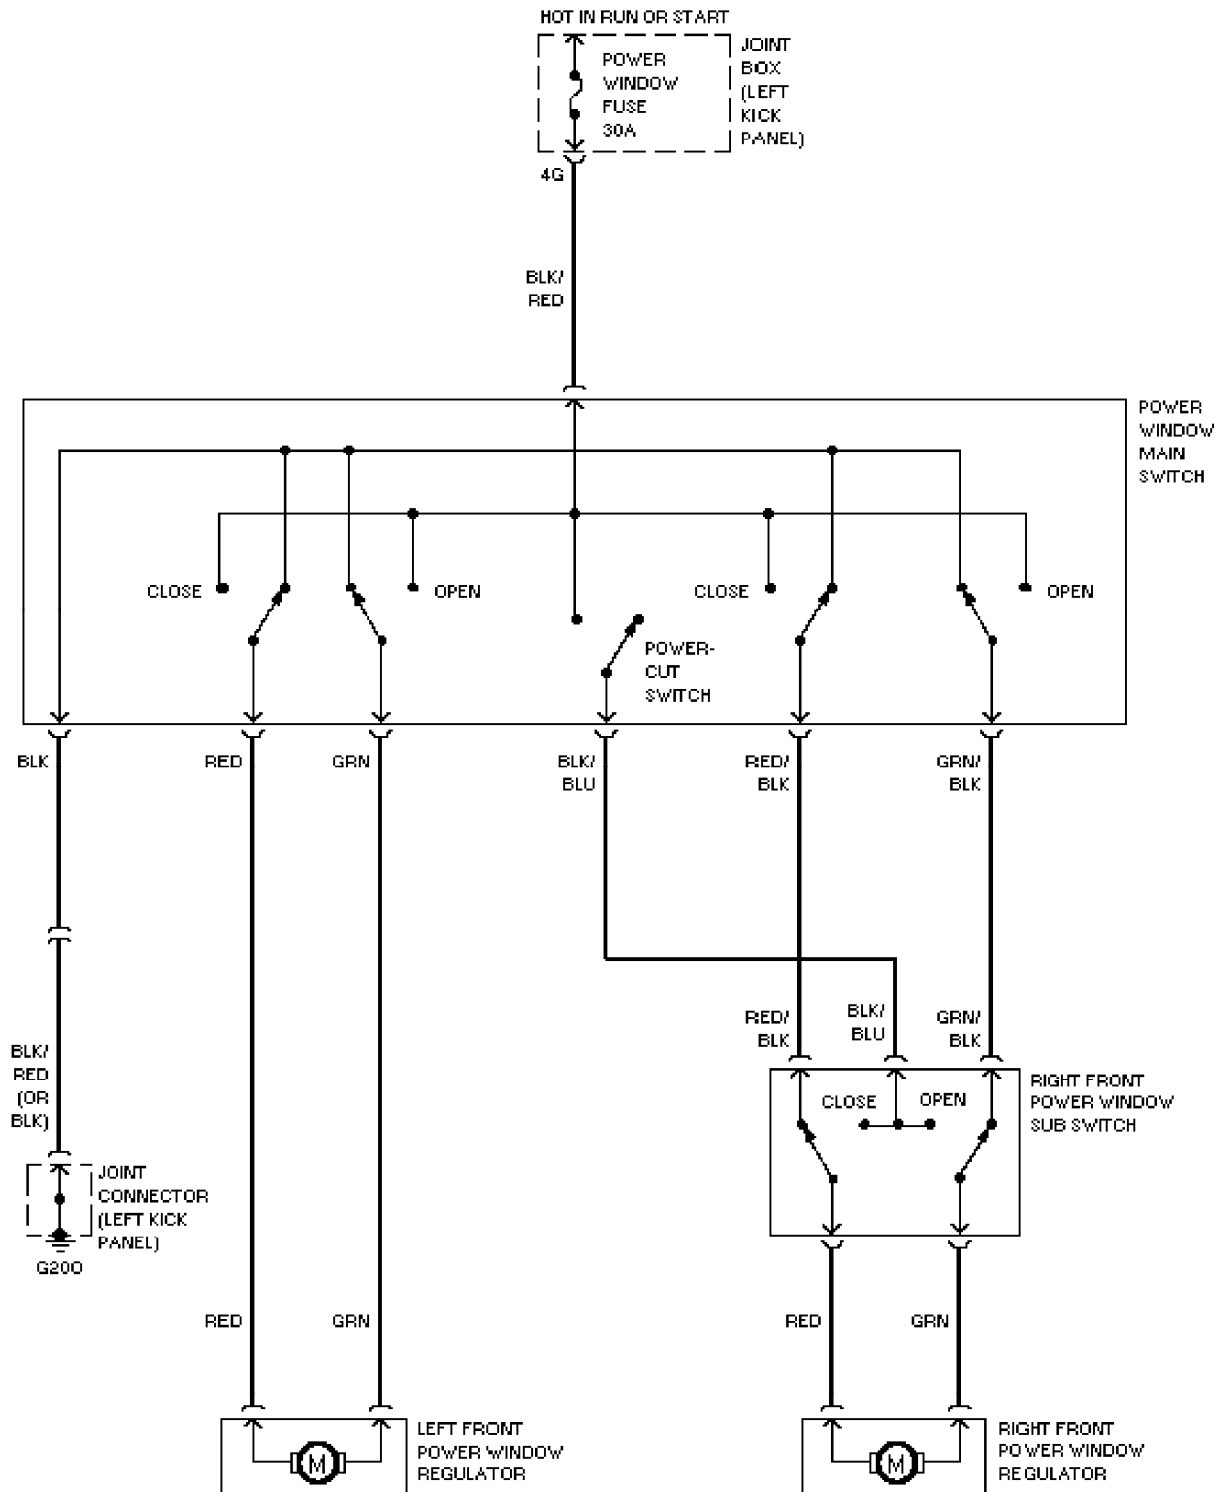 HOT IN RUN OR START
POWER
WINDOW
FUSE
30A
JOINT
BOX
(LEFT
KICK
PANEL)
4G
BLK/
RED
POWER
WINDOW
MAIN
SWITCH
CLOSE
OPEN
CLOSE
OPEN
POWER-
CUT
SWITCH
BLK
RED
GRN
BLK/
BLU
RED/
BLK
GRN/
BLK
RED/
BLK
BLK/
BLU
GRN/
BLK
BLK/
RED
(OR
BLK)
CLOSE
OPEN
RIGHT FRONT
POWER WINDOW
SUB SWITCH
JOINT
CONNECTOR
(LEFT KICK
PANEL)
G200
RED
GRN
RED
GRN
LEFT FRONT
POWER WINDOW
REGULATOR
M
RIGHT FRONT
POWER WINDOW
REGULATOR
M